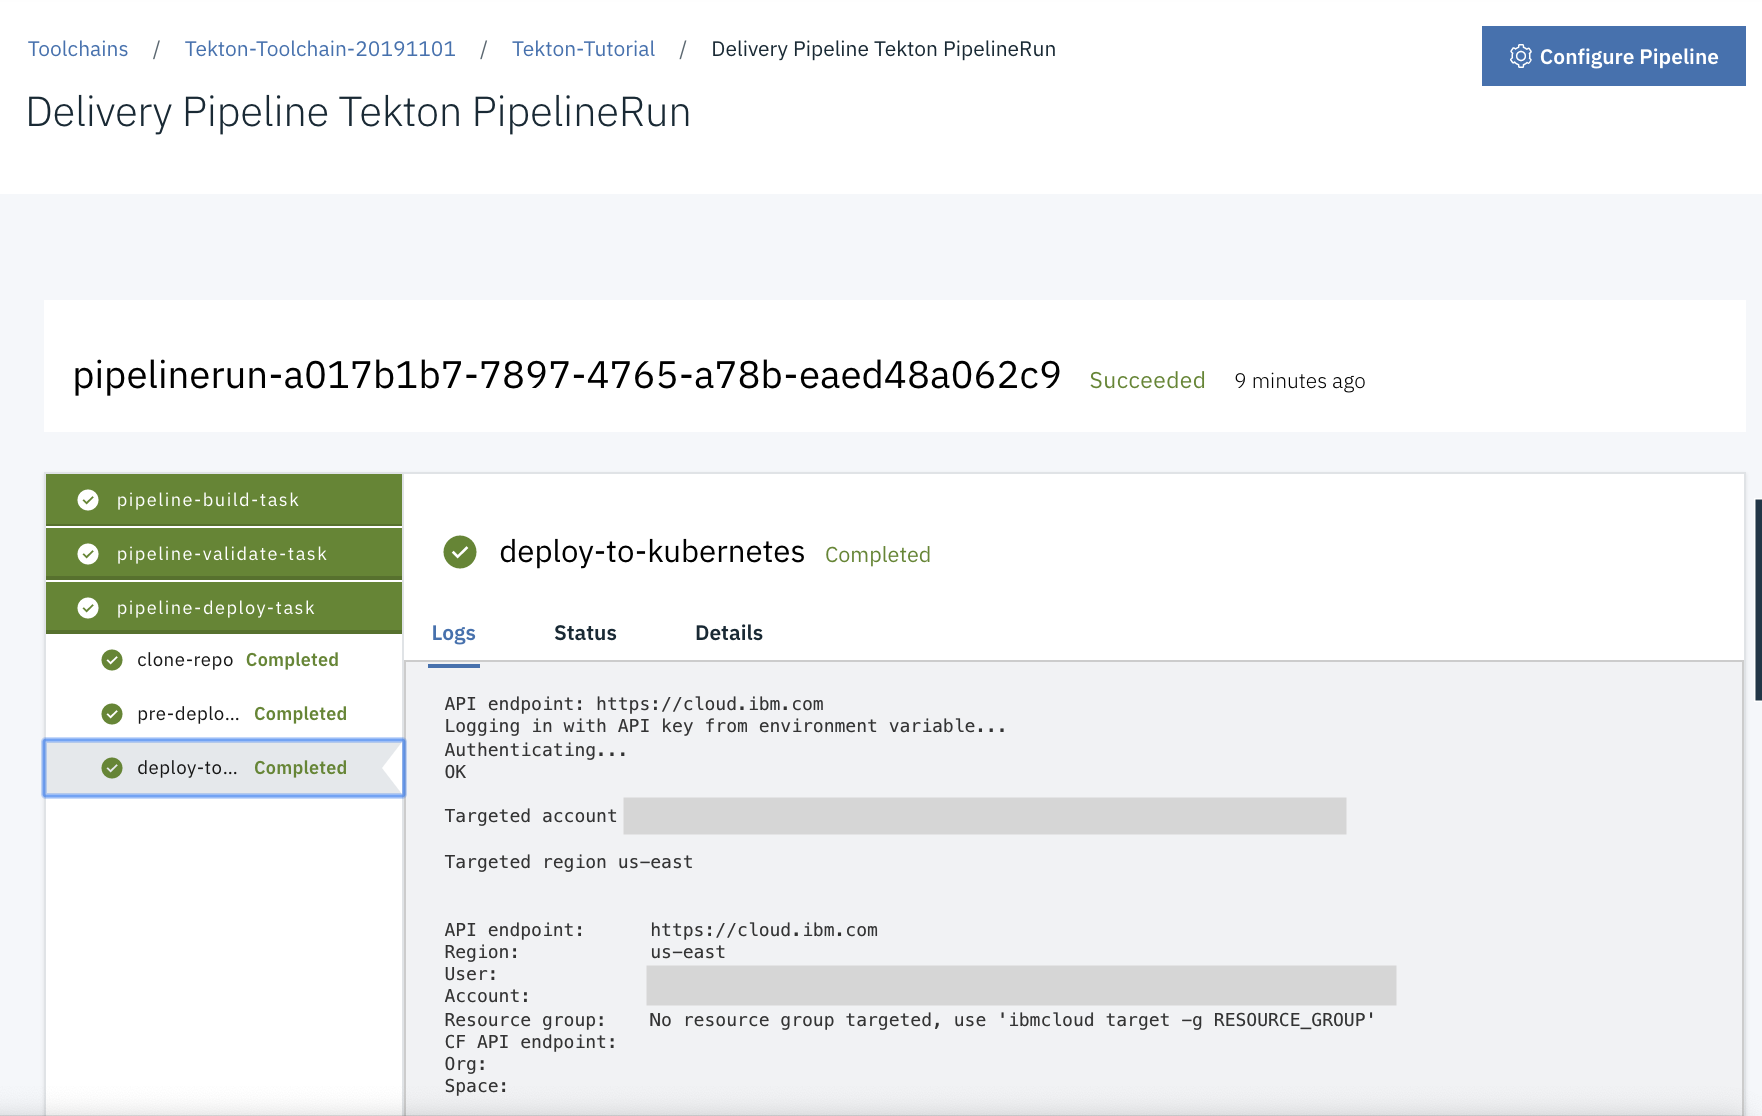 Toolchains / Tekton-Toolchain-20191101 / Tekton-Tutorial / Delivery Pipeline Tekton PipelineRun
Configure Pipeline
Delivery Pipeline Tekton PipelineRun
pipelinerun-a017b1b7-7897-4765-a78b-eaed48a062c9 Succeeded 9 minutes ago
pipeline-build-task
pipeline-validate-task
pipeline-deploy-task
clone-repo Completed
pre-deplo... Completed
deploy-to... Completed
deploy-to-kubernetes Completed
Logs Status Details
API endpoint: https://cloud.ibm.com
Logging in with API key from environment variable...
Authenticating...
OK
Targeted account
Targeted region us-east
API endpoint: https://cloud.ibm.com
Region: us-east
User:
Account:
Resource group: No resource group targeted, use 'ibmcloud target -g RESOURCE_GROUP'
CF API endpoint:
Org:
Space: